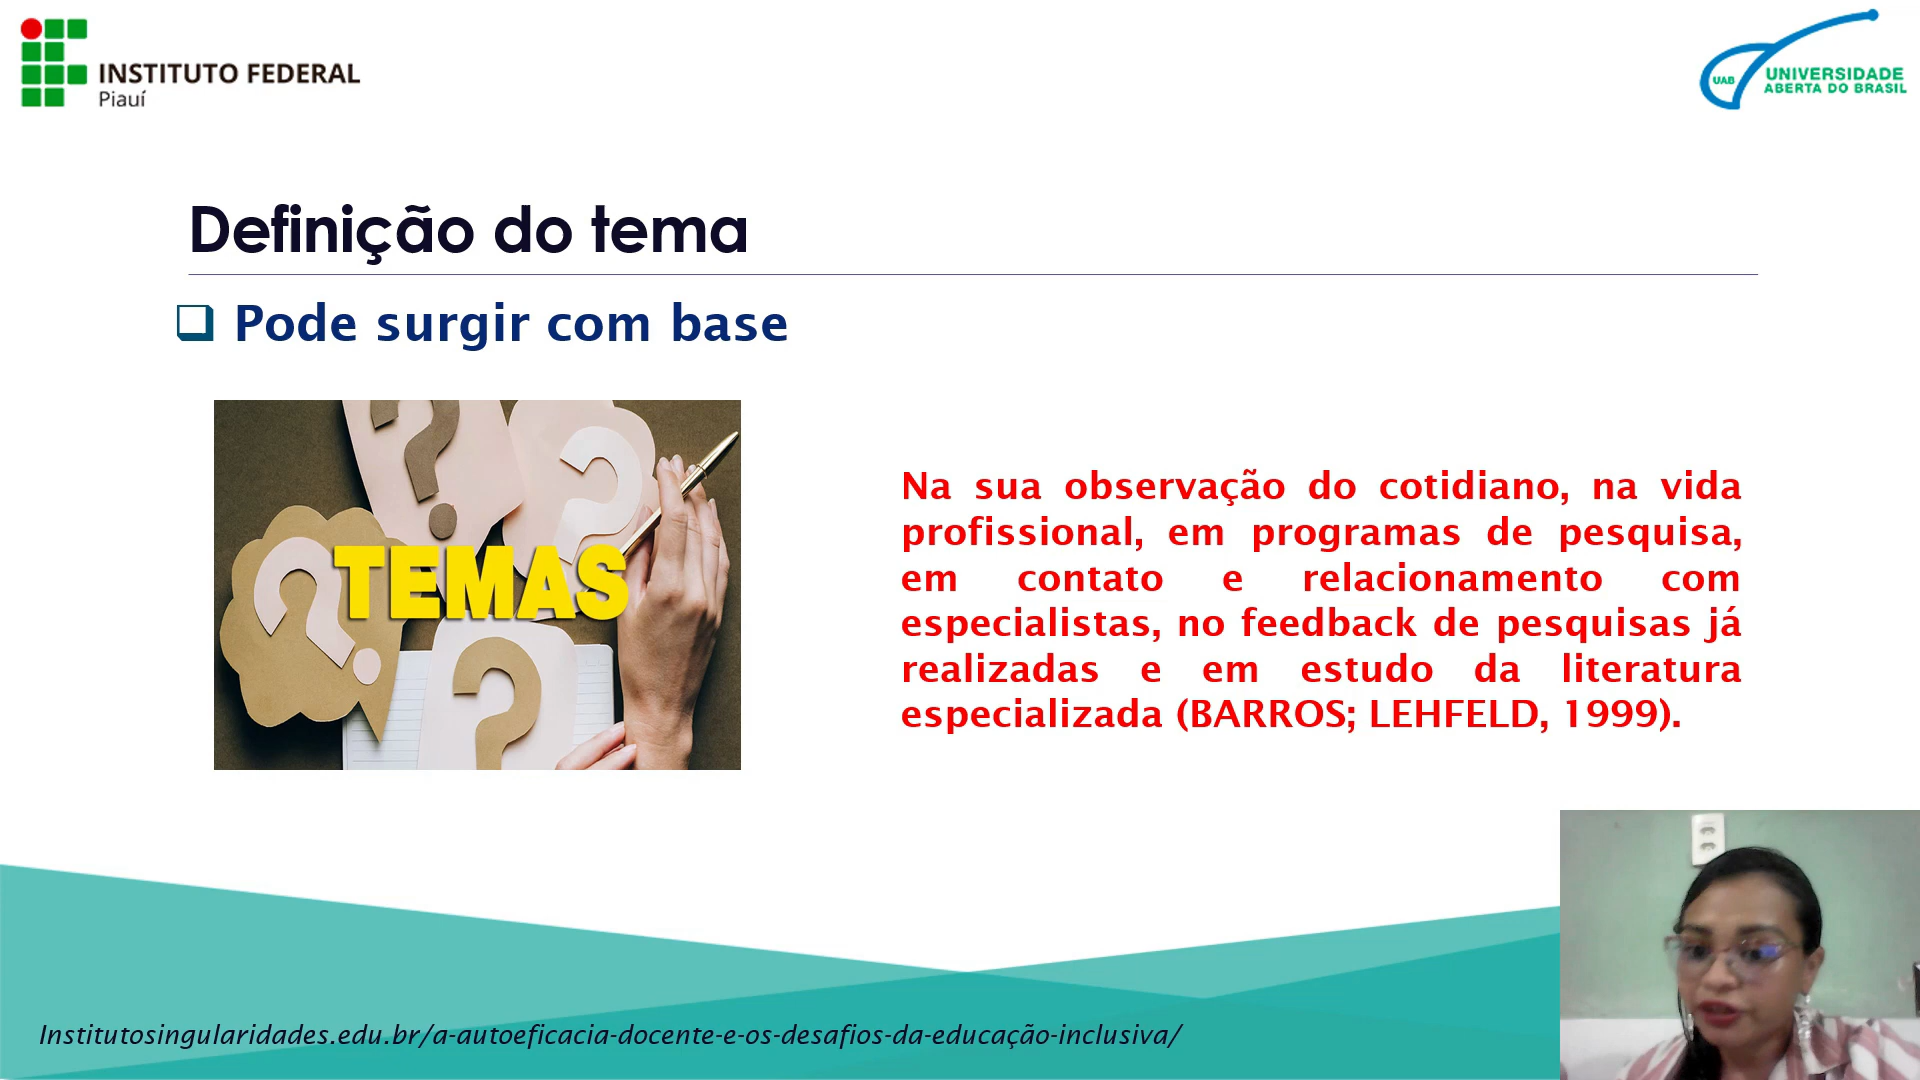 INSTITUTO FEDERAL
Piauí
UAB
UNIVERSIDADE
ABERTA DO BRASIL
Definição do tema
❑ Pode surgir com base
TEMAS
Na sua observação do cotidiano, na vida
profissional, em programas de pesquisa,
em contato e relacionamento com
especialistas, no feedback de pesquisas já
realizadas e em estudo da literatura
especializada (BARROS; LEHFELD, 1999).
Institutosingularidades.edu.br/a-autoeficacia-docente-e-os-desafios-da-educação-inclusiva/